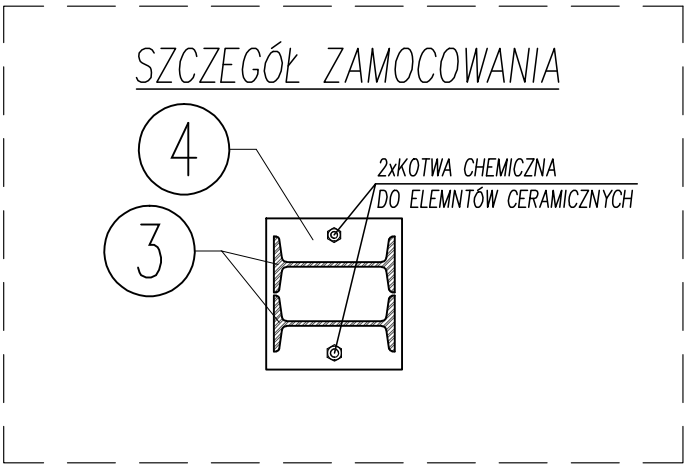 SZCZEGÓŁ ZAMOCOWANIA
4
2xKOTWA CHEMICZNA
DO ELEMNTÓW CERAMICZNYCH
3